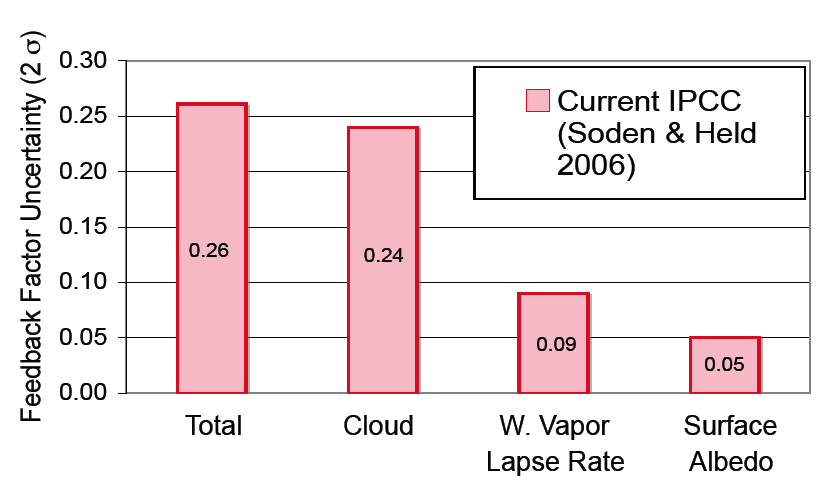 Feedback Factor Uncertainty (2 σ)
0.30
0.25
0.20
0.15
0.10
0.05
0.00
Current IPCC
(Soden & Held
2006)
0.26
0.24
0.09
0.05
Total
Cloud
W. Vapor
Lapse Rate
Surface
Albedo